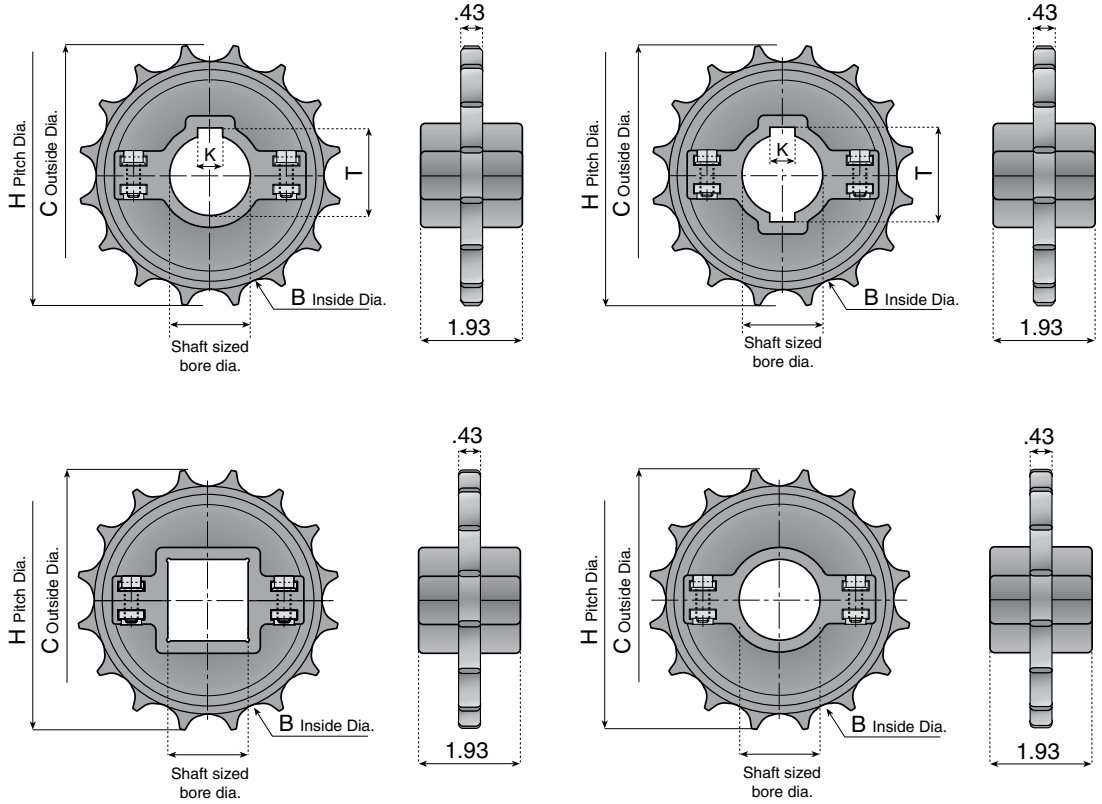 .43
H Pitch Dia.
C Outside Dia.
K
T
B Inside Dia.
1.93
Shaft sized
bore dia.
.43
H Pitch Dia.
C Outside Dia.
K
T
B Inside Dia.
1.93
Shaft sized
bore dia.
.43
H Pitch Dia.
C Outside Dia.
B Inside Dia.
1.93
Shaft sized
bore dia.
.43
H Pitch Dia.
C Outside Dia.
B Inside Dia.
1.93
Shaft sized
bore dia.